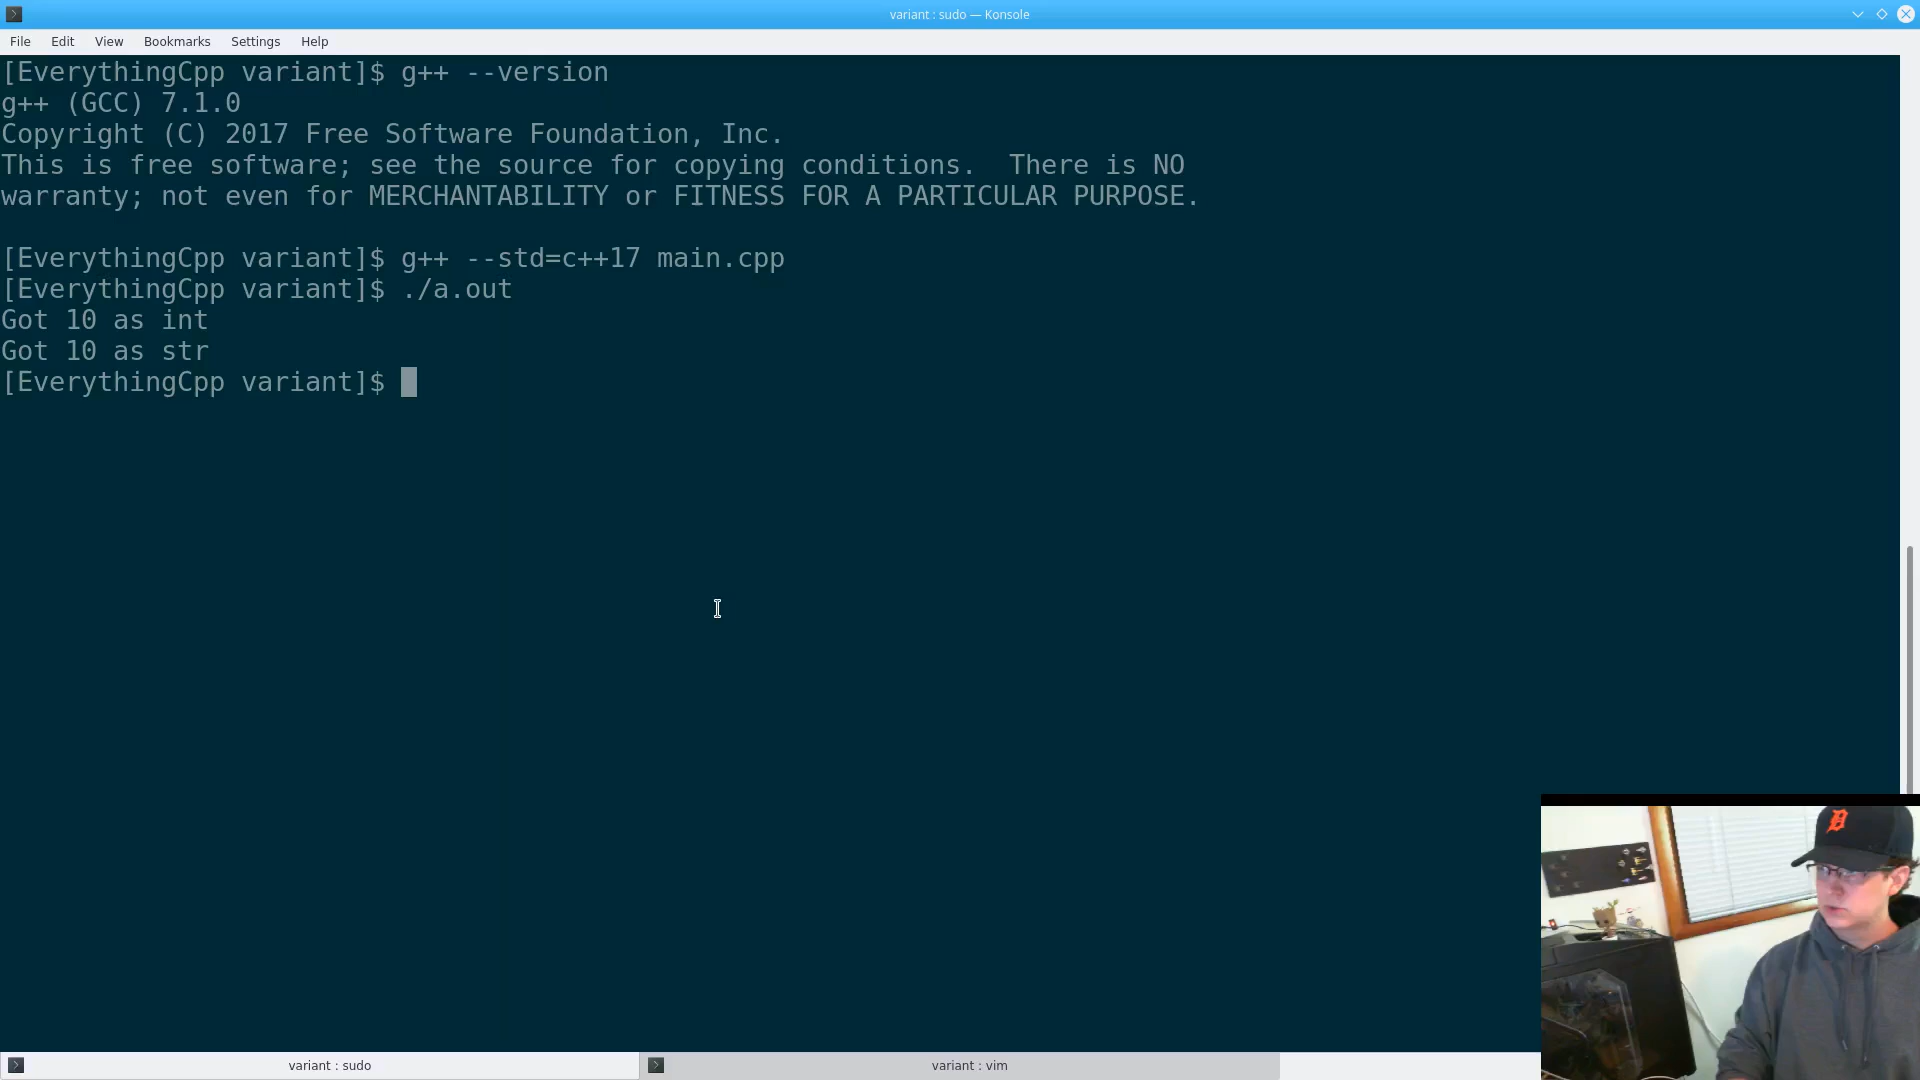 variant : sudo — Konsole
File Edit View Bookmarks Settings Help
[EverythingCpp variant]$ g++ --version
g++ (GCC) 7.1.0
Copyright (C) 2017 Free Software Foundation, Inc.
This is free software; see the source for copying conditions.  There is NO
warranty; not even for MERCHANTABILITY or FITNESS FOR A PARTICULAR PURPOSE.
[EverythingCpp variant]$ g++ --std=c++17 main.cpp
[EverythingCpp variant]$ ./a.out
Got 10 as int
Got 10 as str
[EverythingCpp variant]$
variant : sudo
variant : vim